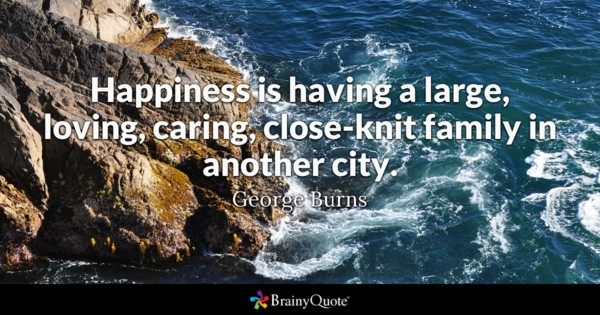 Happiness is having a large,
loving, caring, close-knit family in
another city.
George Burns
BrainyQuote®